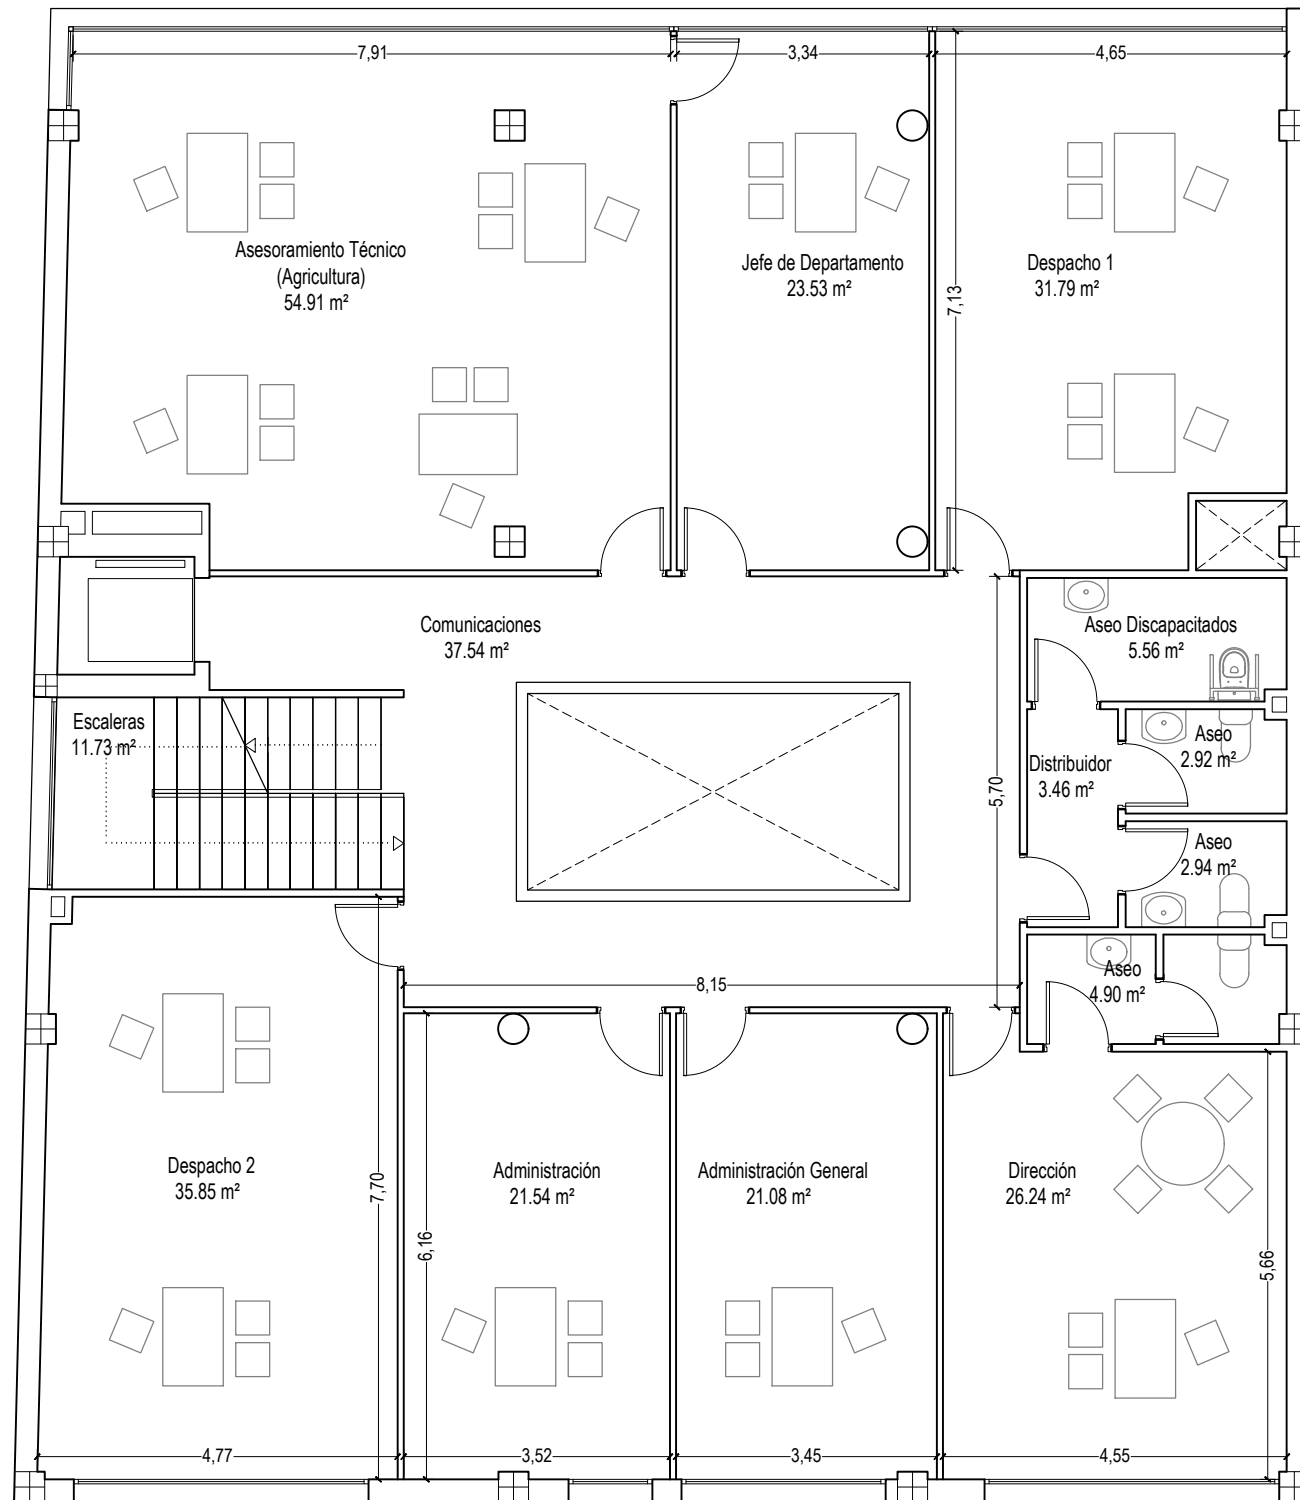 7,91
3,34
4,65
Asesoramiento Técnico
(Agricultura)
54.91 m²
Jefe de Departamento
23.53 m²
Despacho 1
31.79 m²
7,13
Comunicaciones
37.54 m²
Aseo Discapacitados
5.56 m²
Escaleras
11.73 m²
Aseo
2.92 m²
Distribuidor
3.46 m²
5,70
Aseo
2.94 m²
8,15
Aseo
4.90 m²
Despacho 2
35.85 m²
7,70
Administración
21.54 m²
Administración General
21.08 m²
Dirección
26.24 m²
6,16
5,66
4,77
3,52
3,45
4,55